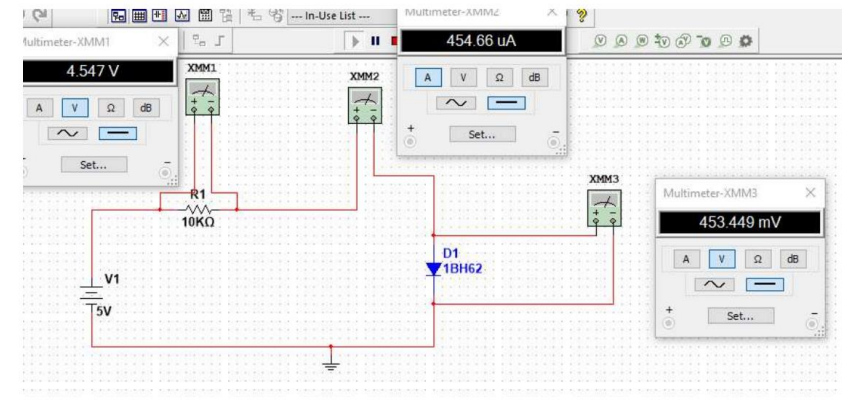 --- In-Use List ---
Multimeter-XMM1
4.547 V
A V Ω dB
Set...
Multimeter-XMM2
454.66 uA
A V Ω dB
+ Set... -
XMM1
XMM2
XMM3
R1
10KΩ
V1
5V
D1
1BH62
Multimeter-XMM3
453.449 mV
A V Ω dB
+ Set... -